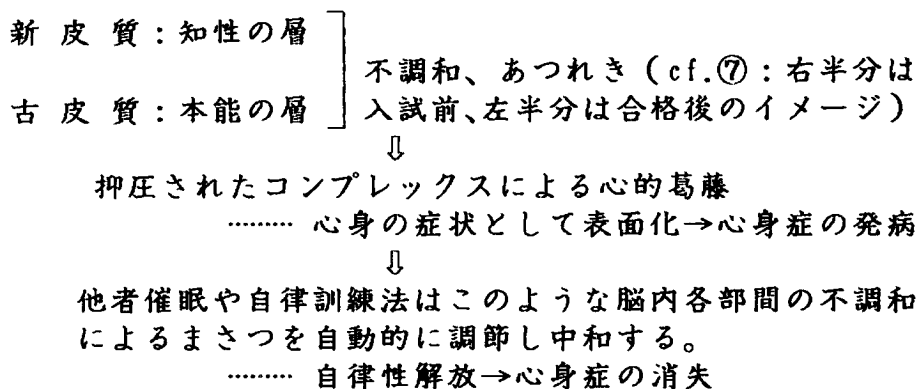 新皮質：知性の層
古皮質：本能の層
不調和、あつれき（cf.⑦：右半分は
入試前、左半分は合格後のイメージ）
⇩
抑圧されたコンプレックスによる心的葛藤
……… 心身の症状として表面化→心身症の発病
⇩
他者催眠や自律訓練法はこのような脳内各部間の不調和
によるまさつを自動的に調節し中和する。
……… 自律性解放→心身症の消失